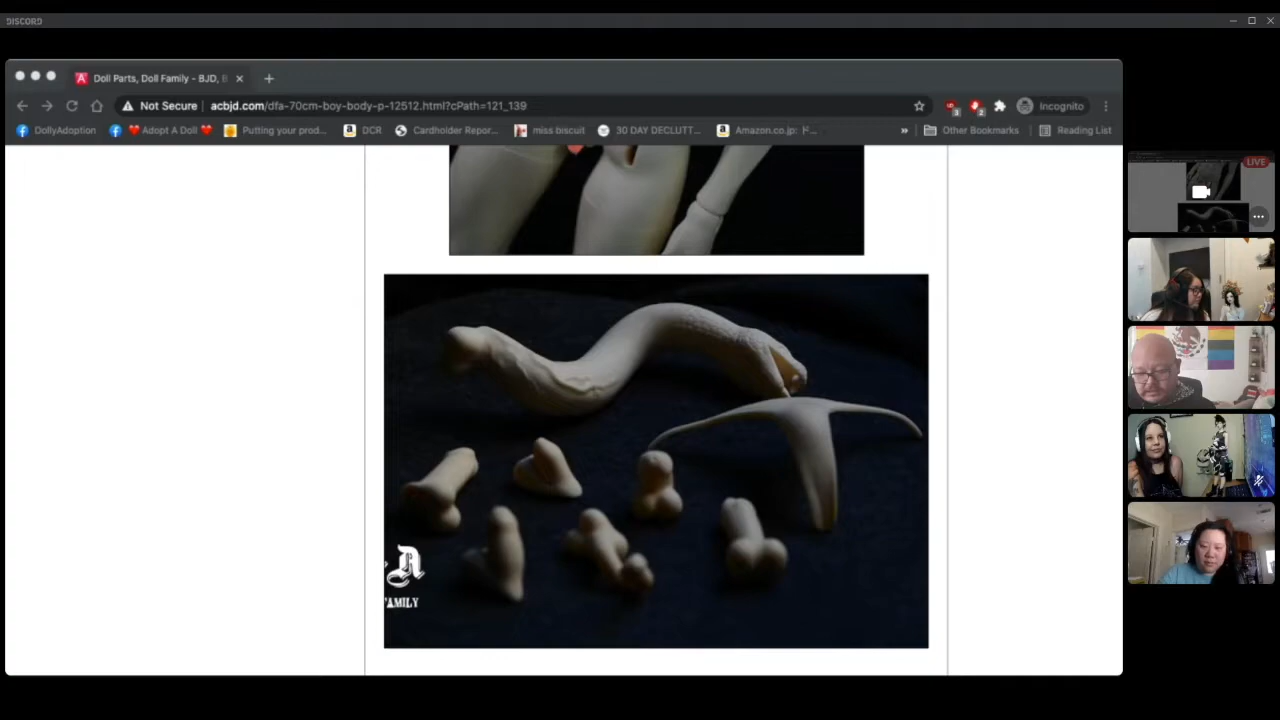 DISCORD
Doll Parts, Doll Family - BJD, B
Not Secure | acbjd.com/dfa-70cm-boy-body-p-12512.html?cPath=121_139
Incognito
DollyAdoption
Adopt A Doll
Putting your prod...
DCR
Cardholder Repor...
miss biscuit
30 DAY DECLUTT...
Amazon.co.jp: ド...
Other Bookmarks
Reading List
LIVE
A
FAMILY